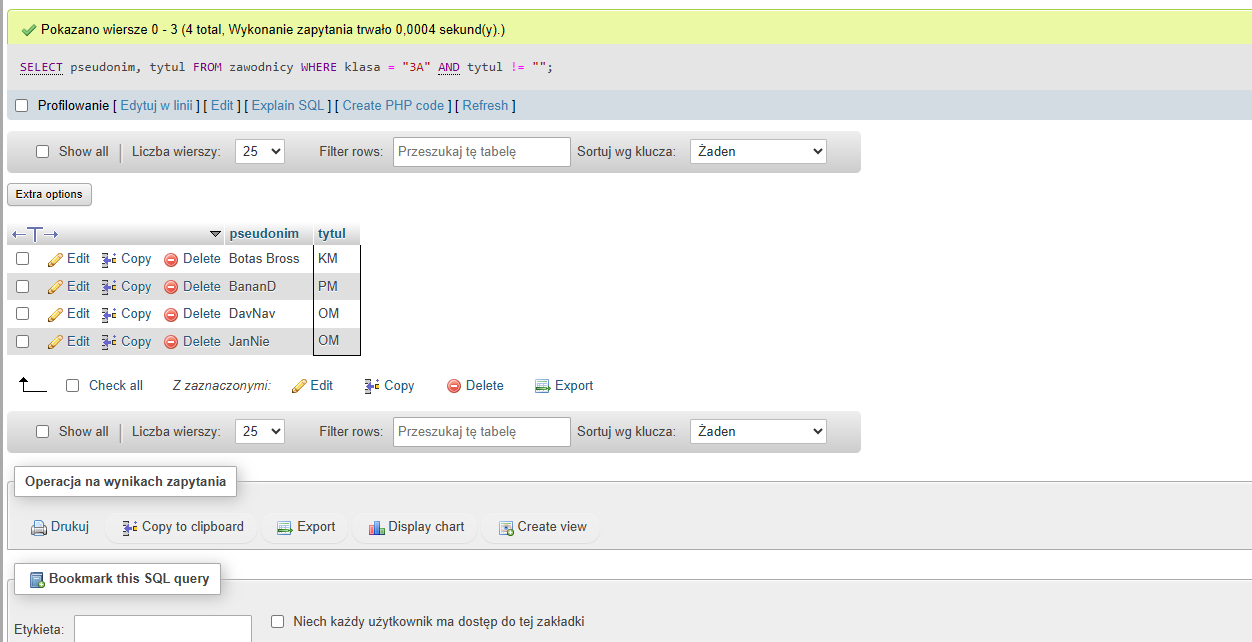 Pokazano wiersze 0 - 3 (4 total, Wykonanie zapytania trwało 0,0004 sekund(y).)
SELECT pseudonim, tytul FROM zawodnicy WHERE klasa = "3A" AND tytul != "";
Profilowanie [ Edytuj w linii ] [ Edit ] [ Explain SQL ] [ Create PHP code ] [ Refresh ]
Show all | Liczba wierszy: 25 Filter rows: Przeszukaj tę tabelę Sortuj wg klucza: Żaden
Extra options
←T→ pseudonim tytul
Edit Copy Delete Botas Bross KM
Edit Copy Delete BananD PM
Edit Copy Delete DavNav OM
Edit Copy Delete JanNie OM
Check all Z zaznaczonymi: Edit Copy Delete Export
Show all | Liczba wierszy: 25 Filter rows: Przeszukaj tę tabelę Sortuj wg klucza: Żaden
Operacja na wynikach zapytania
Drukuj Copy to clipboard Export Display chart Create view
Bookmark this SQL query
Etykieta: Niech każdy użytkownik ma dostęp do tej zakładki